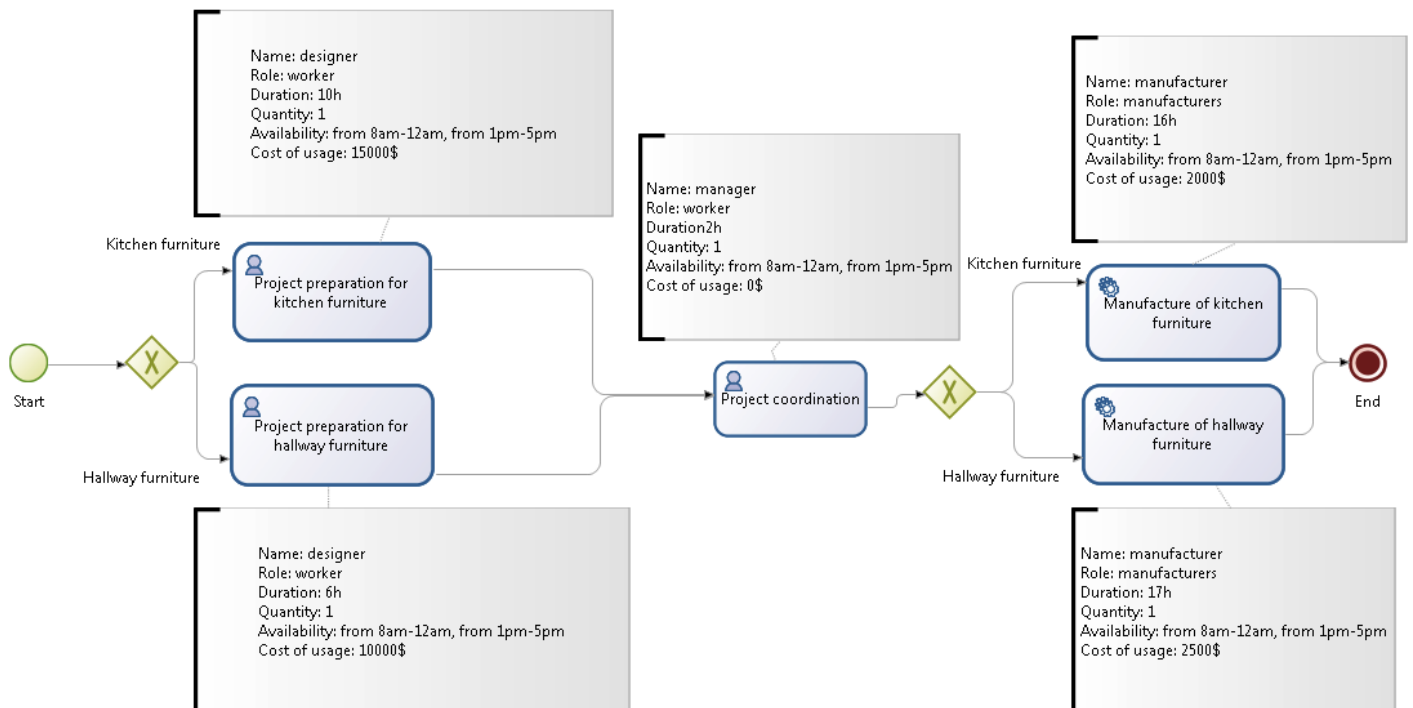 Name: designer
Role: worker
Duration: 10h
Quantity: 1
Availability: from 8am-12am, from 1pm-5pm
Cost of usage: 15000$
Name: manufacturer
Role: manufacturers
Duration: 16h
Quantity: 1
Availability: from 8am-12am, from 1pm-5pm
Cost of usage: 2000$
Name: manager
Role: worker
Duration2h
Quantity: 1
Availability: from 8am-12am, from 1pm-5pm
Cost of usage: 0$
Kitchen furniture
Project preparation for
kitchen furniture
Kitchen furniture
Manufacture of kitchen
furniture
Start
X
Project preparation for
hallway furniture
Hallway furniture
Project coordination
X
Manufacture of hallway
furniture
Hallway furniture
End
Name: designer
Role: worker
Duration: 6h
Quantity: 1
Availability: from 8am-12am, from 1pm-5pm
Cost of usage: 10000$
Name: manufacturer
Role: manufacturers
Duration: 17h
Quantity: 1
Availability: from 8am-12am, from 1pm-5pm
Cost of usage: 2500$